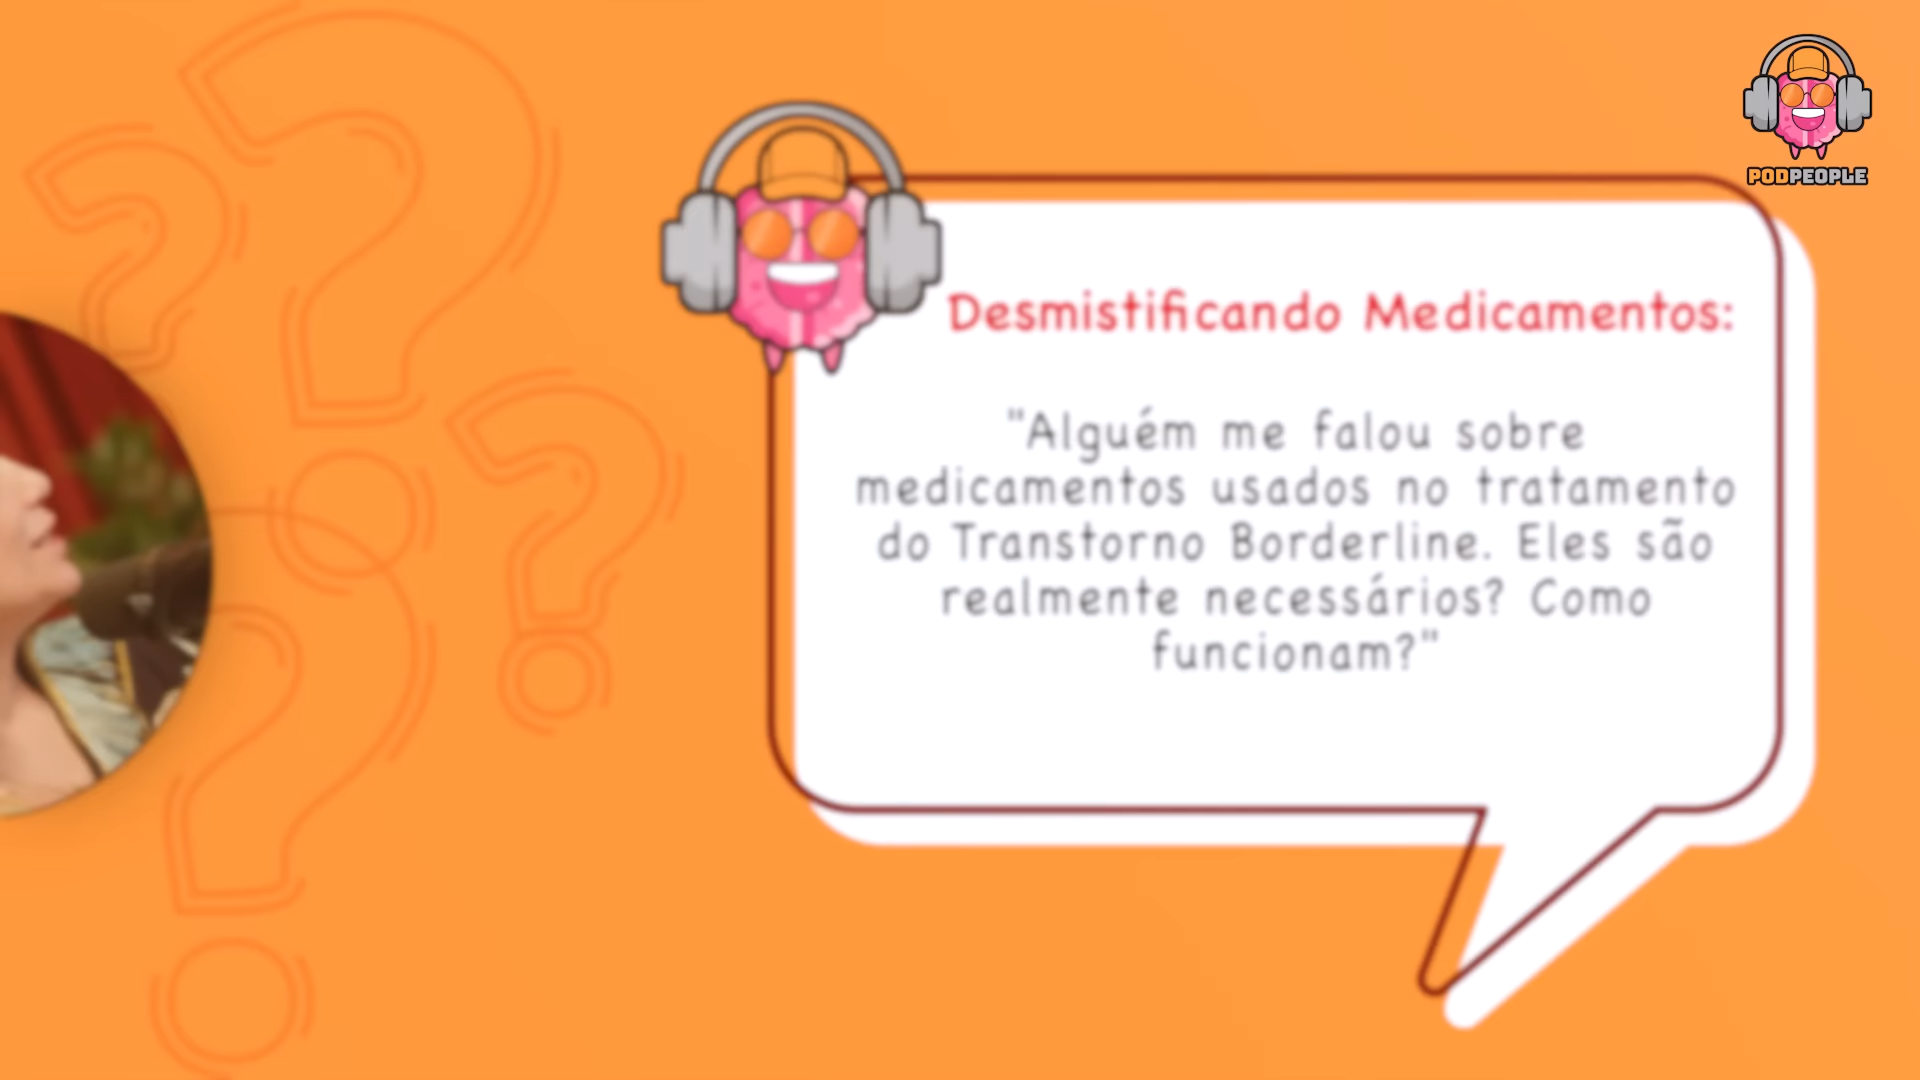 PODPEOPLE
Desmistificando Medicamentos:
"Alguém me falou sobre
medicamentos usados no tratamento
do Transtorno Borderline. Eles são
realmente necessários? Como
funcionam?"